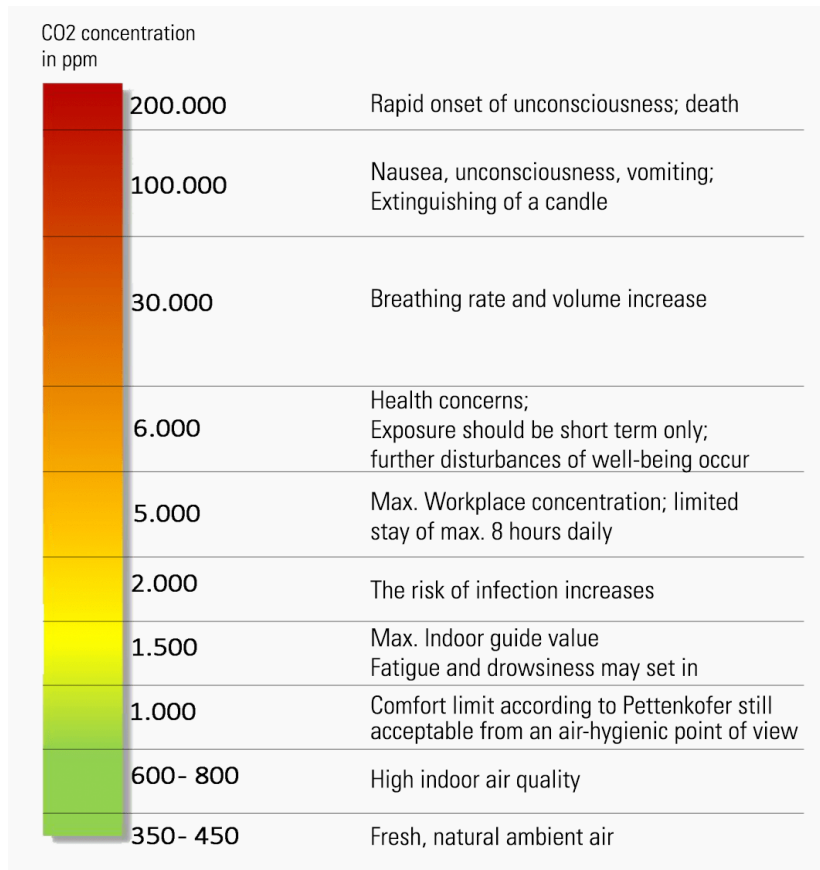 CO2 concentration
in ppm
200.000 Rapid onset of unconsciousness; death
100.000 Nausea, unconsciousness, vomiting;
Extinguishing of a candle
30.000 Breathing rate and volume increase
Health concerns;
6.000 Exposure should be short term only;
further disturbances of well-being occur
5.000 Max. Workplace concentration; limited
stay of max. 8 hours daily
2.000 The risk of infection increases
1.500 Max. Indoor guide value
Fatigue and drowsiness may set in
1.000 Comfort limit according to Pettenkofer still
acceptable from an air-hygienic point of view
600- 800 High indoor air quality
350- 450 Fresh, natural ambient air